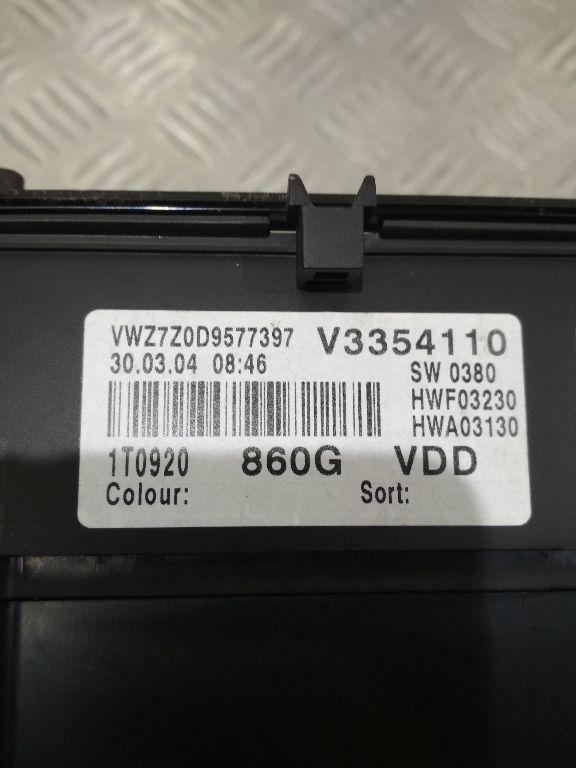 VWZ7Z0D9577397 V3354110
30.03.04 08:46 SW 0380
HWF03230
HWA03130
1T0920 860G VDD
Colour: Sort: